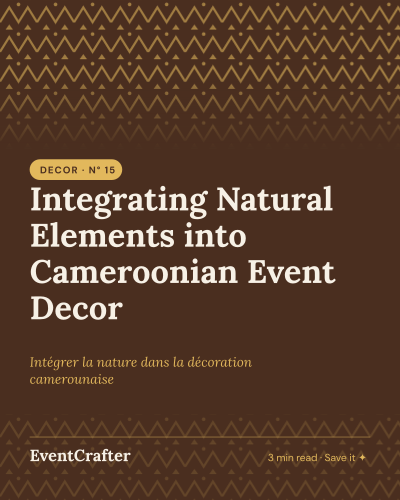 DECOR · N° 15
Integrating Natural
Elements into
Cameroonian Event
Decor
Intégrer la nature dans la décoration
camerounaise
EventCrafter
3 min read · Save it ✦